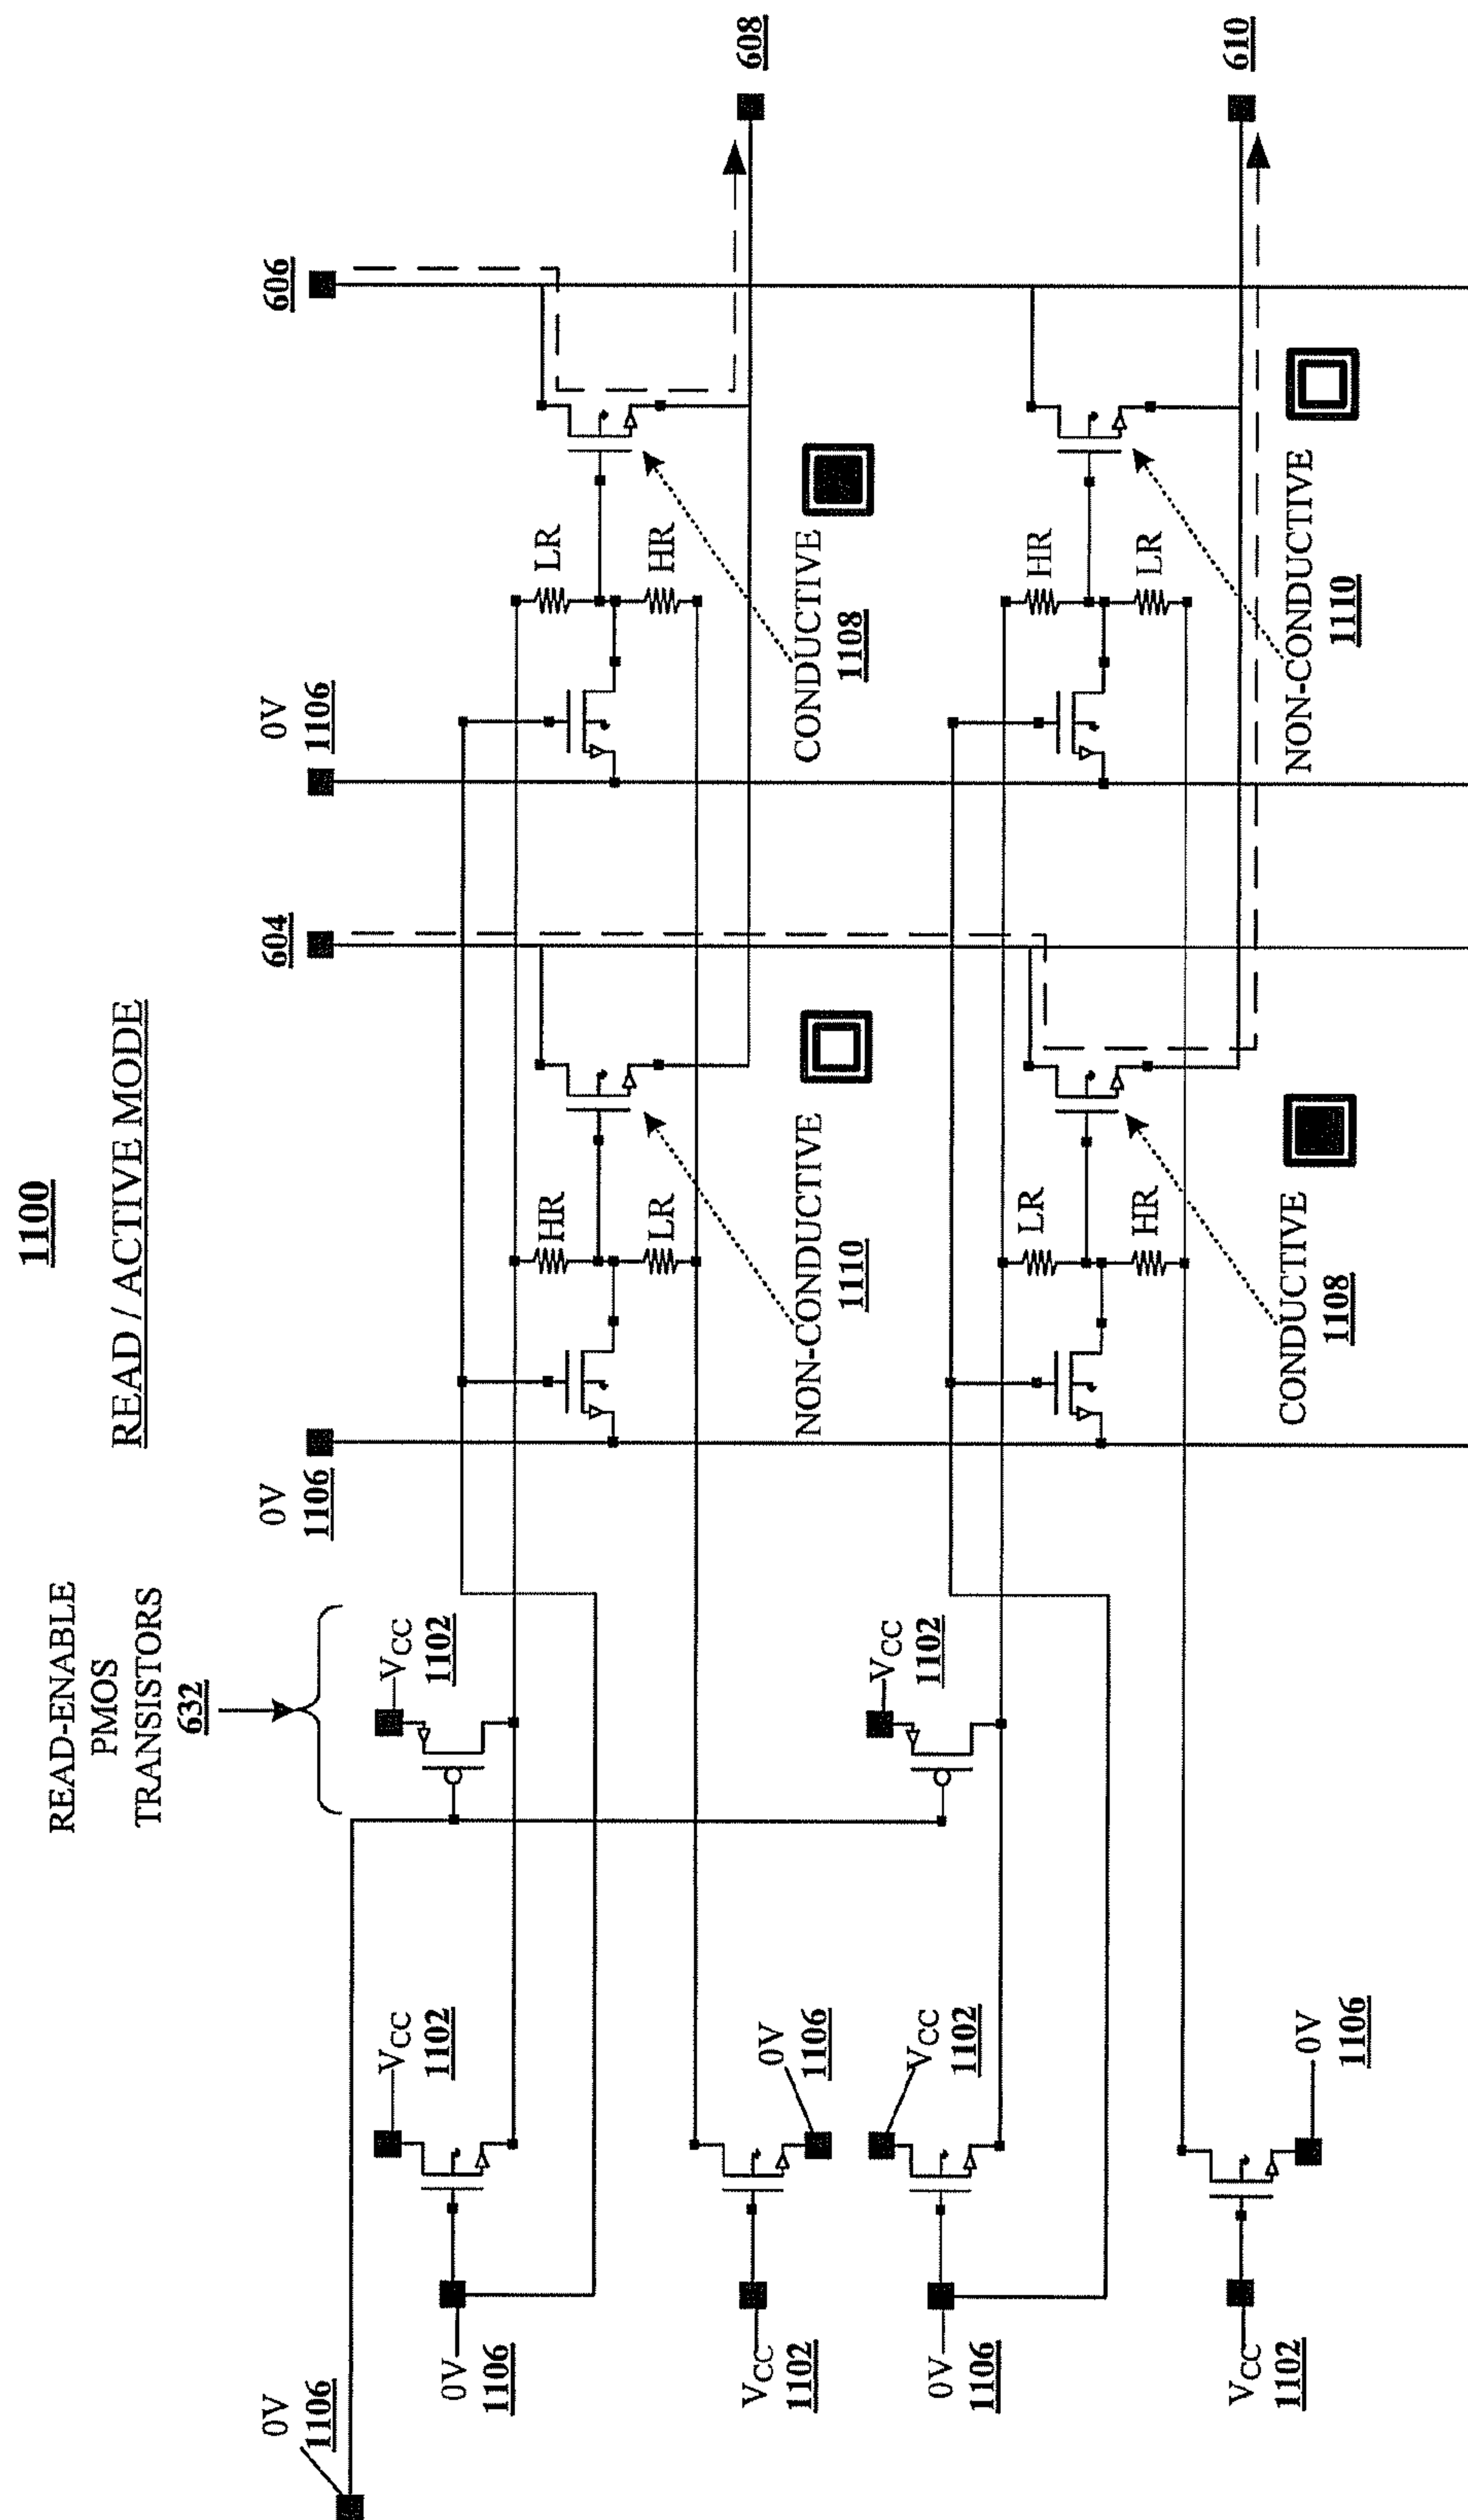 1100
READ / ACTIVE MODE
READ-ENABLE
PMOS
TRANSISTORS
632
0V
1106
0V
1106
604
0V
1106
606
VCC
1102
VCC
1102
0V
1106
HR
LR
LR
HR
VCC
1102
0V
1106
608
NON-CONDUCTIVE
1110
CONDUCTIVE
1108
VCC
1102
VCC
1102
0V
1106
LR
HR
HR
LR
VCC
1102
0V
1106
610
CONDUCTIVE
1108
NON-CONDUCTIVE
1110